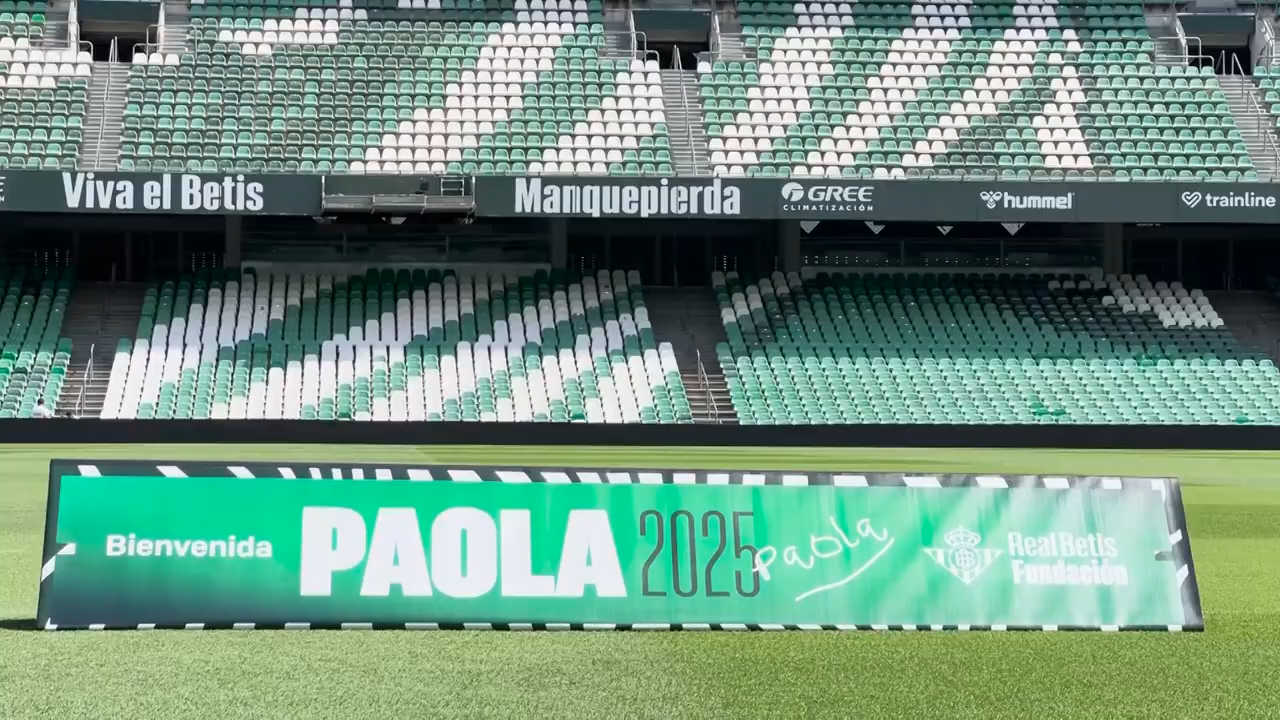 Viva el Betis
Manquepierda
GREE
CLIMATIZACIÓN
hummel
trainline
Bienvenida
PAOLA
2025
paola
Real Betis
Fundación